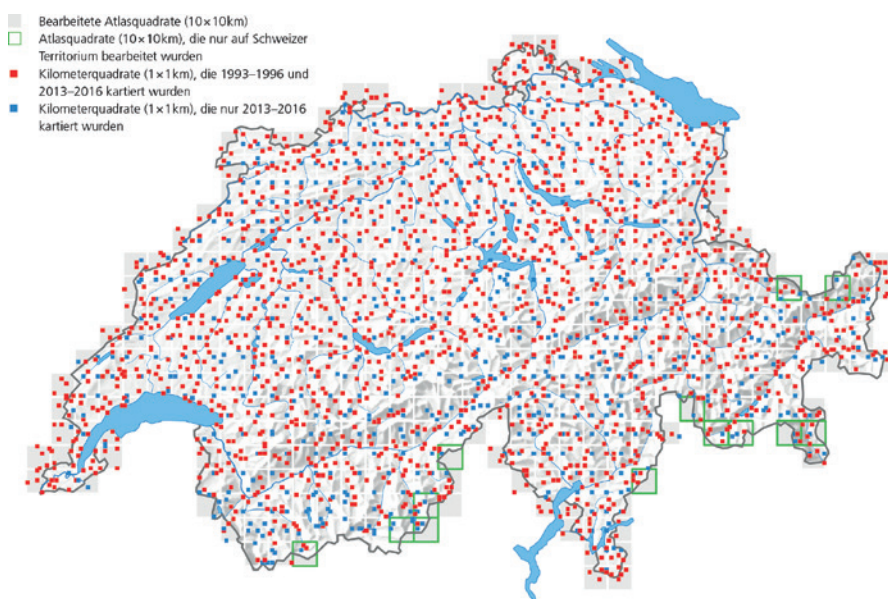 Bearbeitete Atlasquadrate (10×10km)
Atlasquadrate (10×10km), die nur auf Schweizer
Territorium bearbeitet wurden
Kilometerquadrate (1×1km), die 1993–1996 und
2013–2016 kartiert wurden
Kilometerquadrate (1×1km), die nur 2013–2016
kartiert wurden